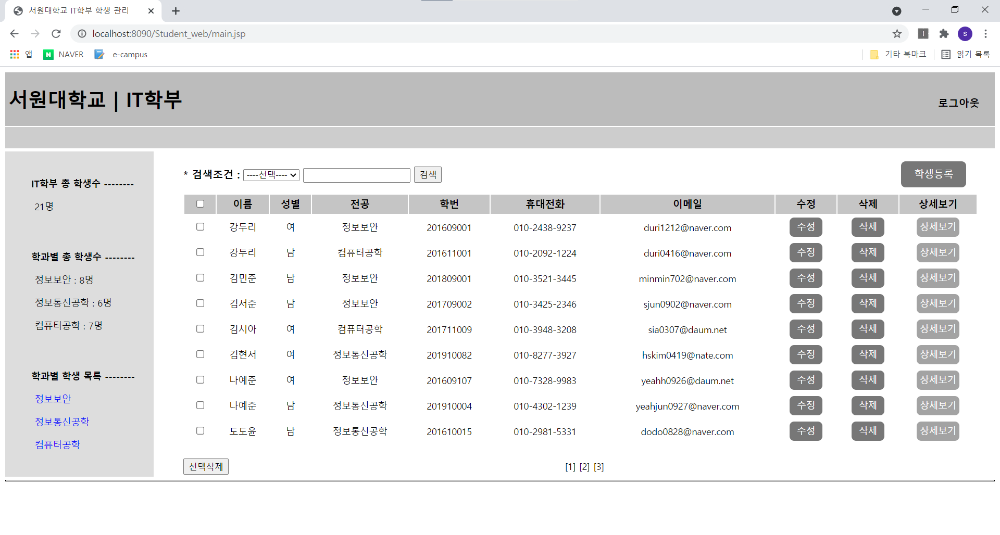 서원대학교 IT학부 학생 관리
localhost:8090/Student_web/main.jsp
앱 NAVER e-campus 기타 북마크 읽기 목록
서원대학교 | IT학부
로그아웃
IT학부 총 학생수 --------
21명
학과별 총 학생수 --------
정보보안 : 8명
정보통신공학 : 6명
컴퓨터공학 : 7명
학과별 학생 목록 --------
정보보안
정보통신공학
컴퓨터공학
* 검색조건 : ----선택---- 검색
학생등록
이름 성별 전공 학번 휴대전화 이메일 수정 삭제 상세보기
강두리 여 정보보안 201609001 010-2438-9237 duri1212@naver.com 수정 삭제 상세보기
강두리 남 컴퓨터공학 201611001 010-2092-1224 duri0416@naver.com 수정 삭제 상세보기
김민준 남 정보보안 201809001 010-3521-3445 minmin702@naver.com 수정 삭제 상세보기
김서준 남 정보보안 201709002 010-3425-2346 sjun0902@naver.com 수정 삭제 상세보기
김시아 여 컴퓨터공학 201711009 010-3948-3208 sia0307@daum.net 수정 삭제 상세보기
김현서 여 정보통신공학 201910082 010-8277-3927 hskim0419@nate.com 수정 삭제 상세보기
나예준 여 정보보안 201609107 010-7328-9983 yeahh0926@daum.net 수정 삭제 상세보기
나예준 남 정보통신공학 201910004 010-4302-1239 yeahjun0927@naver.com 수정 삭제 상세보기
도도윤 남 정보통신공학 201610015 010-2981-5331 dodo0828@naver.com 수정 삭제 상세보기
선택삭제
[1] [2] [3]